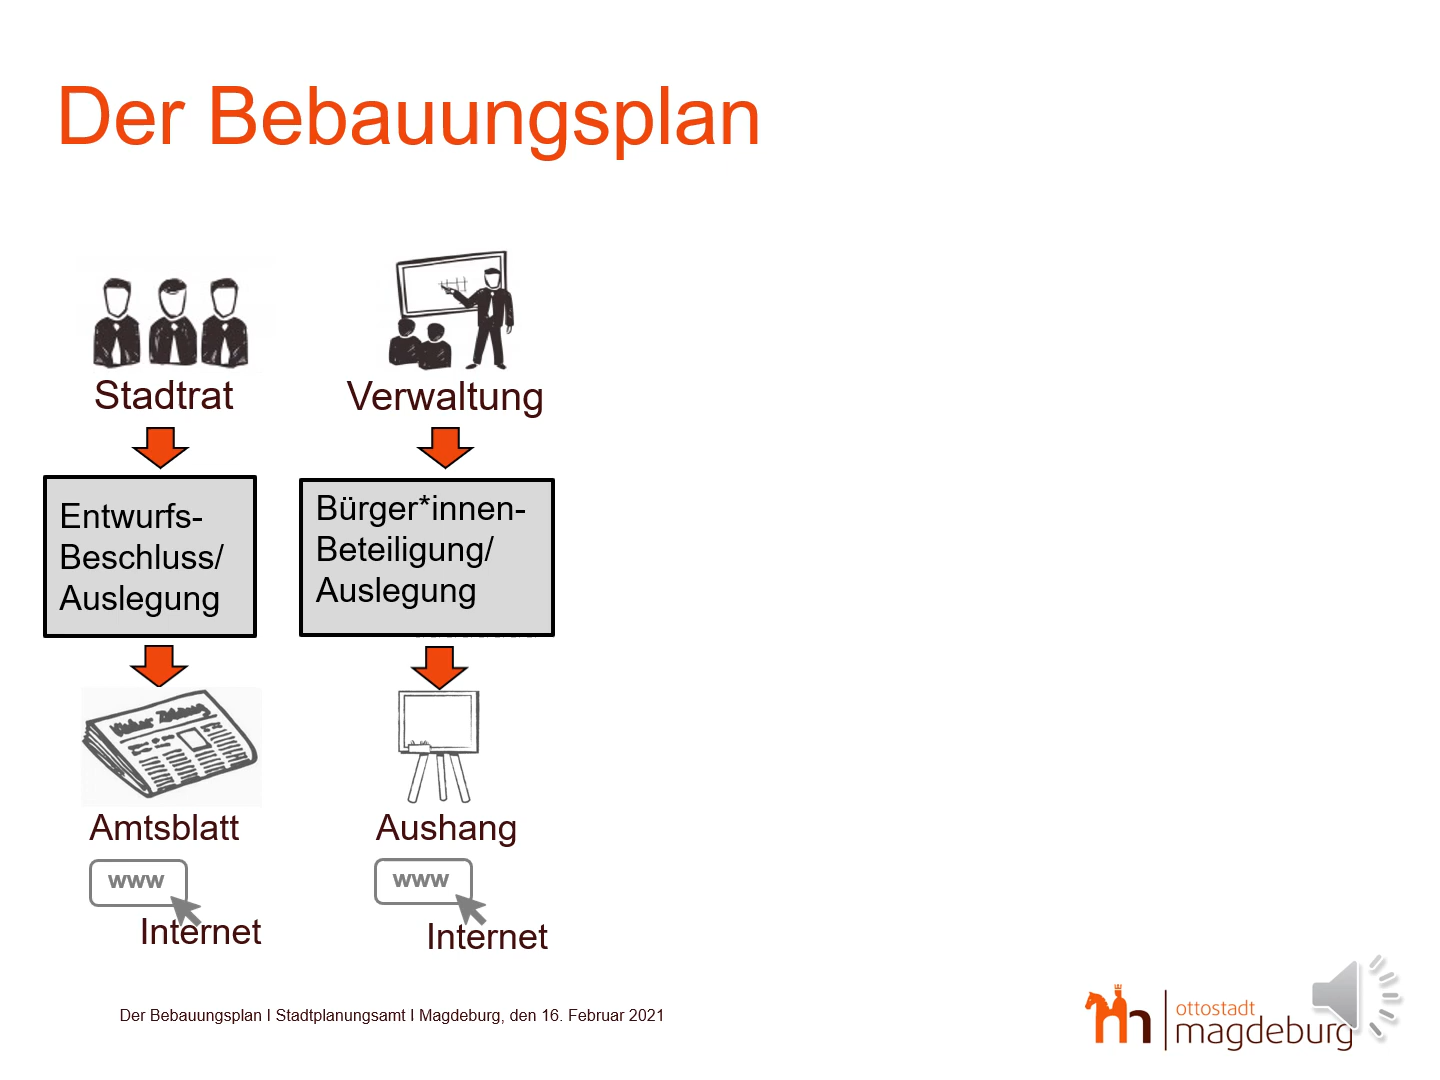 Der Bebauungsplan
Stadtrat
Entwurfs-
Beschluss/
Auslegung
Amtsblatt
www
Internet
Verwaltung
Bürger*innen-
Beteiligung/
Auslegung
Aushang
www
Internet
Der Bebauungsplan I Stadtplanungsamt I Magdeburg, den 16. Februar 2021
ottostadt
magdeburg